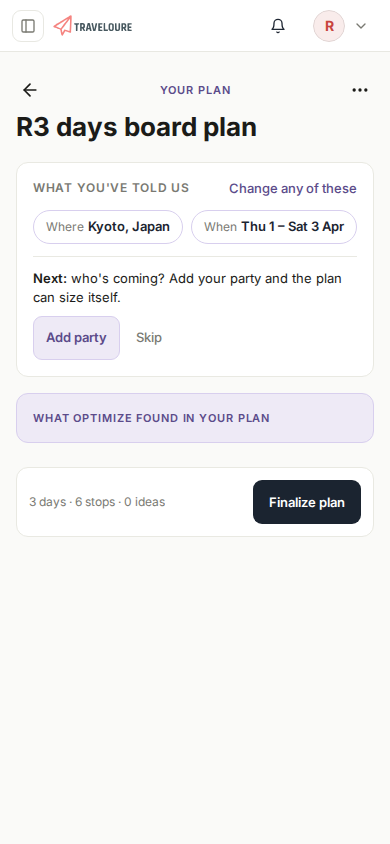 TRAVELOURE
R
YOUR PLAN
R3 days board plan
WHAT YOU'VE TOLD US
Change any of these
Where Kyoto, Japan
When Thu 1 – Sat 3 Apr
Next: who's coming? Add your party and the plan
can size itself.
Add party
Skip
WHAT OPTIMIZE FOUND IN YOUR PLAN
3 days · 6 stops · 0 ideas
Finalize plan